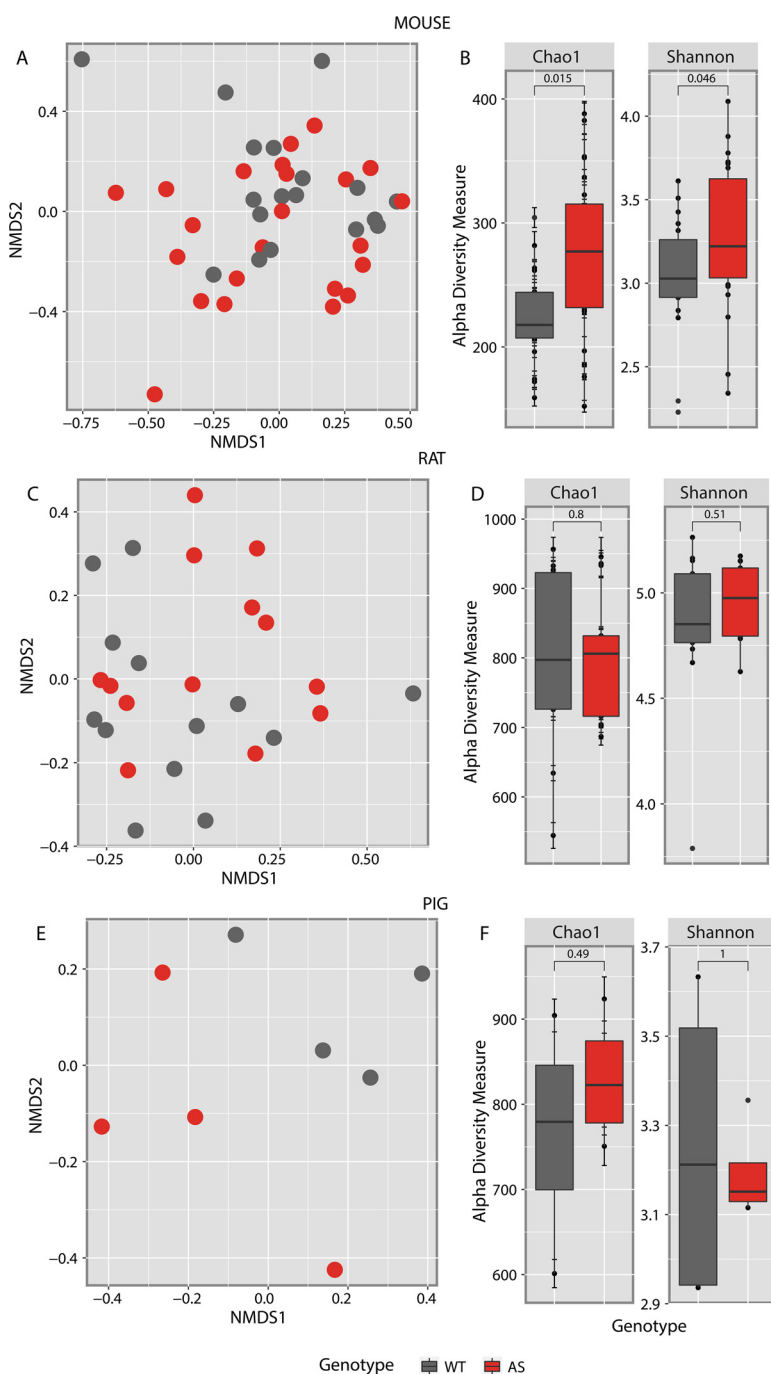 MOUSE
A
0.4
0.0
−0.4
NMDS2
−0.75
−0.50
−0.25
0.00
0.25
0.50
NMDS1
B
Chao1
Shannon
0.015
0.046
400
300
200
Alpha Diversity Measure
4.0
3.5
3.0
2.5
RAT
C
0.4
0.2
0.0
−0.2
−0.4
NMDS2
−0.25
0.00
0.25
0.50
NMDS1
D
Chao1
Shannon
0.8
0.51
1000
900
800
700
600
Alpha Diversity Measure
5.0
4.5
4.0
PIG
E
0.2
0.0
−0.2
−0.4
NMDS2
−0.4
−0.2
0.0
0.2
0.4
NMDS1
F
Chao1
Shannon
0.49
1
900
800
700
600
Alpha Diversity Measure
3.7
3.5
3.3
3.1
2.9
Genotype
Genotype WT AS